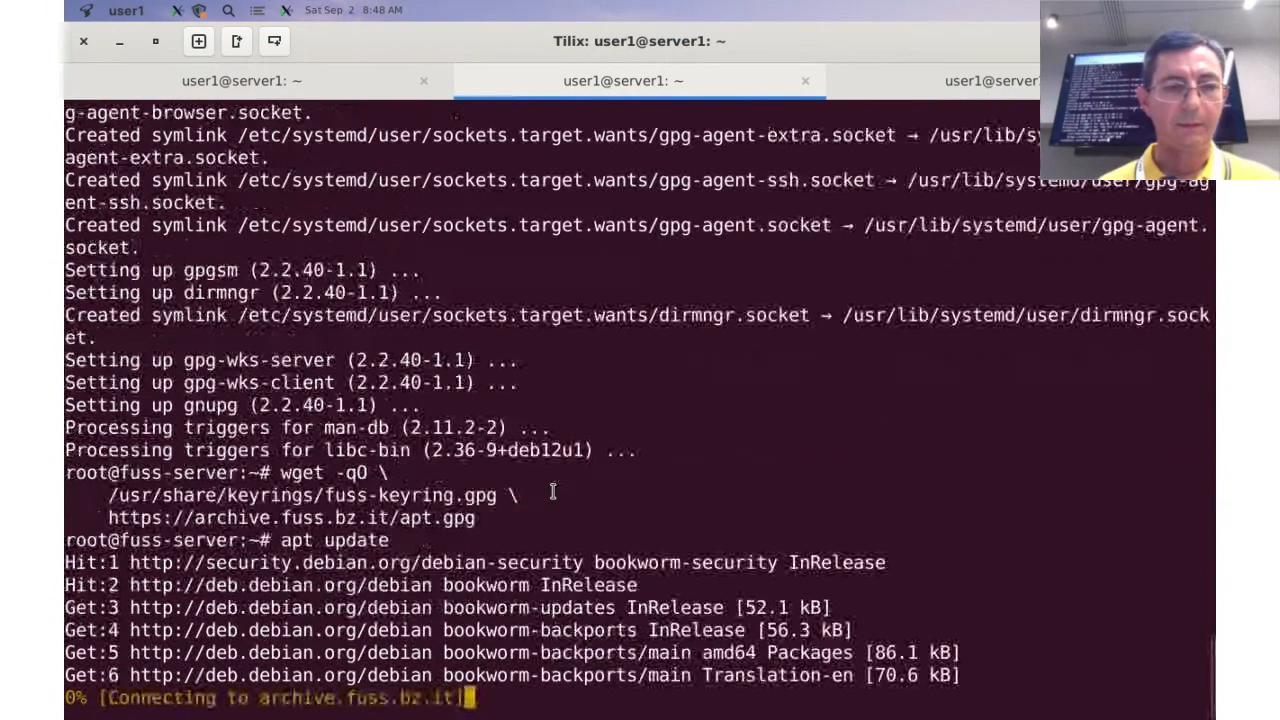 user1 Sat Sep 2 8:48 AM
Tilix: user1@server1: ~
user1@server1: ~ × user1@server1: ~ × user1@server1:
g-agent-browser.socket.
Created symlink /etc/systemd/user/sockets.target.wants/gpg-agent-extra.socket → /usr/lib/s
agent-extra.socket.
Created symlink /etc/systemd/user/sockets.target.wants/gpg-agent-ssh.socket → /usr/lib/systemd/user/gpg-ag
ent-ssh.socket.
Created symlink /etc/systemd/user/sockets.target.wants/gpg-agent.socket → /usr/lib/systemd/user/gpg-agent.
socket.
Setting up gpgsm (2.2.40-1.1) ...
Setting up dirmngr (2.2.40-1.1) ...
Created symlink /etc/systemd/user/sockets.target.wants/dirmngr.socket → /usr/lib/systemd/user/dirmngr.sock
et.
Setting up gpg-wks-server (2.2.40-1.1) ...
Setting up gpg-wks-client (2.2.40-1.1) ...
Setting up gnupg (2.2.40-1.1) ...
Processing triggers for man-db (2.11.2-2) ...
Processing triggers for libc-bin (2.36-9+deb12u1) ...
root@fuss-server:~# wget -qO \
/usr/share/keyrings/fuss-keyring.gpg \
https://archive.fuss.bz.it/apt.gpg
root@fuss-server:~# apt update
Hit:1 http://security.debian.org/debian-security bookworm-security InRelease
Hit:2 http://deb.debian.org/debian bookworm InRelease
Get:3 http://deb.debian.org/debian bookworm-updates InRelease [52.1 kB]
Get:4 http://deb.debian.org/debian bookworm-backports InRelease [56.3 kB]
Get:5 http://deb.debian.org/debian bookworm-backports/main amd64 Packages [86.1 kB]
Get:6 http://deb.debian.org/debian bookworm-backports/main Translation-en [70.6 kB]
0% [Connecting to archive.fuss.bz.it]